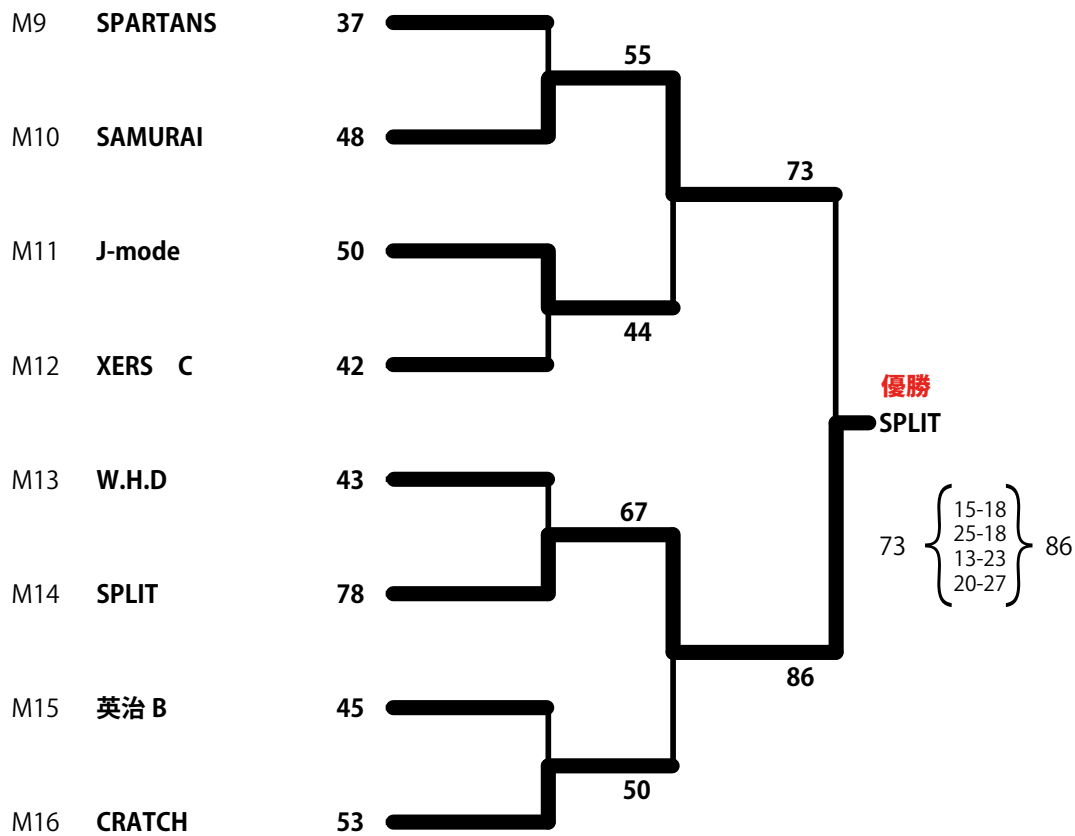 M9 SPARTANS 37
55
M10 SAMURAI 48
73
M11 J-mode 50
44
M12 XERS C 42
優勝
SPLIT
M13 W.H.D 43
67
15-18
25-18
73 86
13-23
20-27
M14 SPLIT 78
86
M15 英治 B 45
50
M16 CRATCH 53